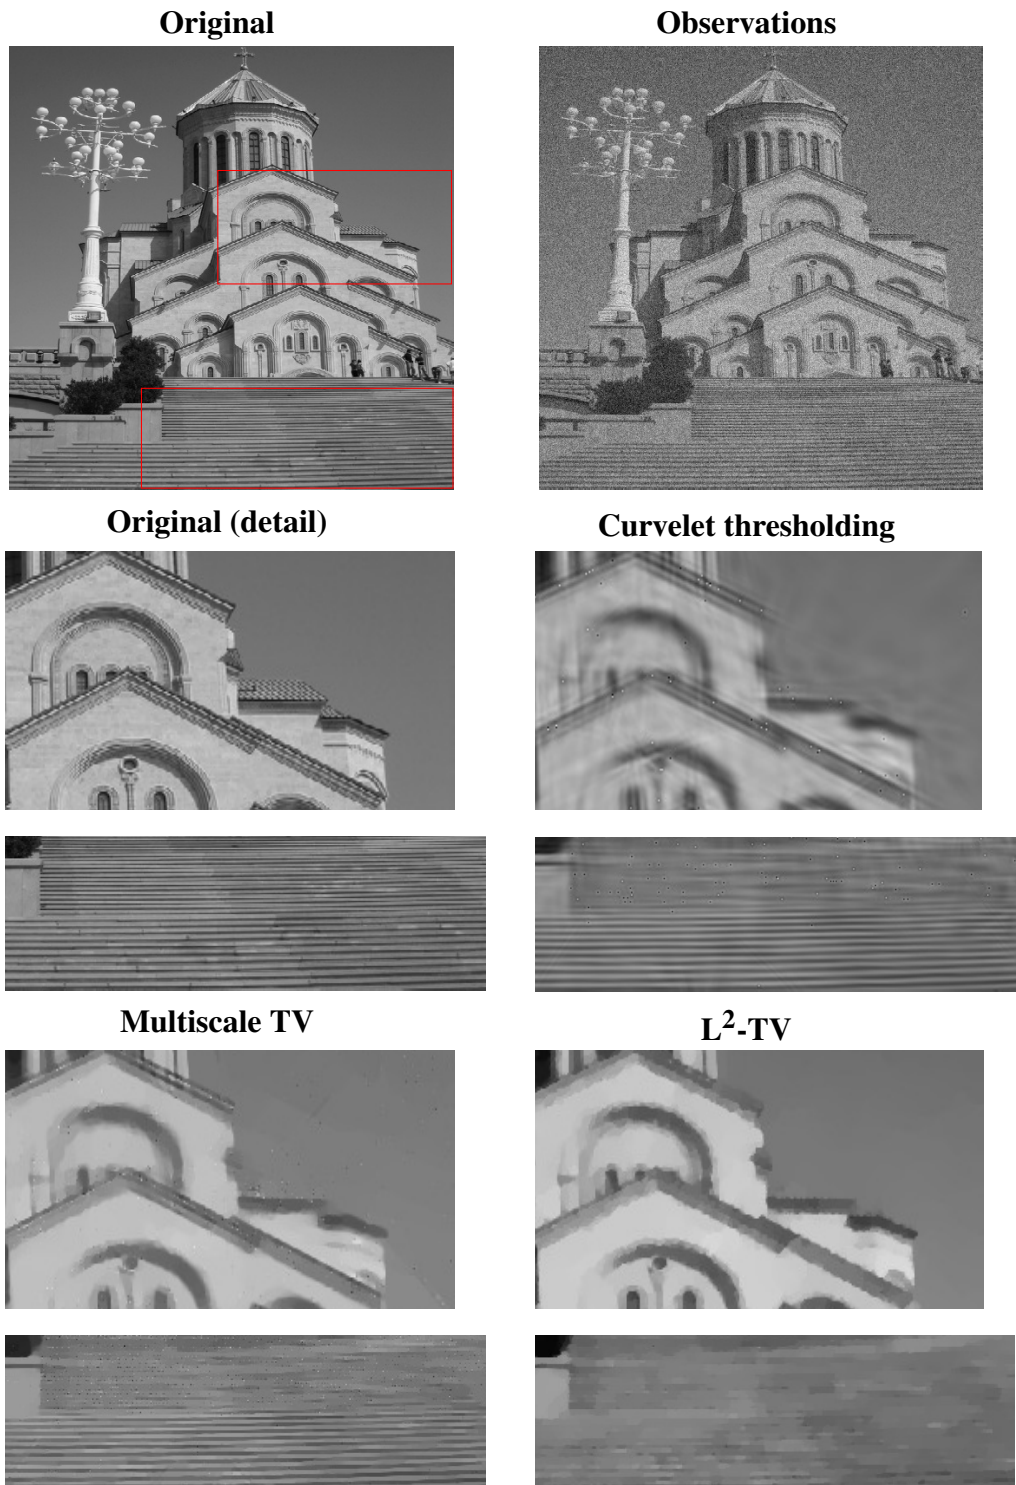 Original
Observations
Original (detail)
Curvelet thresholding
Multiscale TV
L²-TV